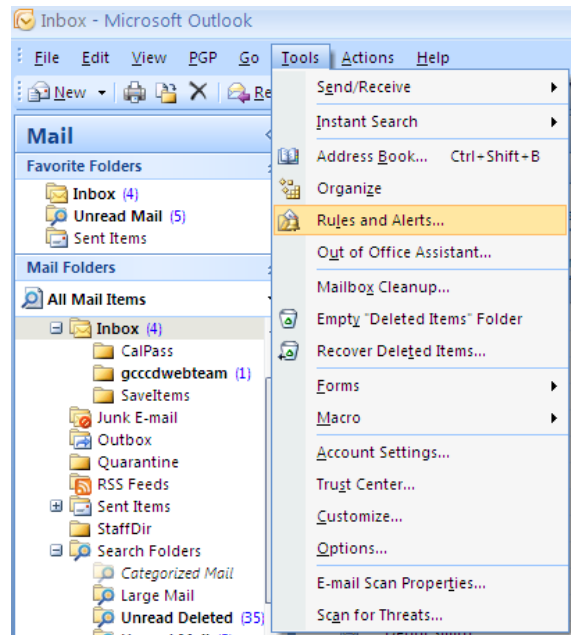 Inbox - Microsoft Outlook
File Edit View PGP Go Tools Actions Help
New Re
Mail
Favorite Folders
Inbox (4)
Unread Mail (5)
Sent Items
Mail Folders
All Mail Items
Inbox (4)
CalPass
gcccdwebteam (1)
SaveItems
Junk E-mail
Outbox
Quarantine
RSS Feeds
Sent Items
StaffDir
Search Folders
Categorized Mail
Large Mail
Unread Deleted (35)
Send/Receive
Instant Search
Address Book... Ctrl+Shift+B
Organize
Rules and Alerts...
Out of Office Assistant...
Mailbox Cleanup...
Empty "Deleted Items" Folder
Recover Deleted Items...
Forms
Macro
Account Settings...
Trust Center...
Customize...
Options...
E-mail Scan Properties...
Scan for Threats...